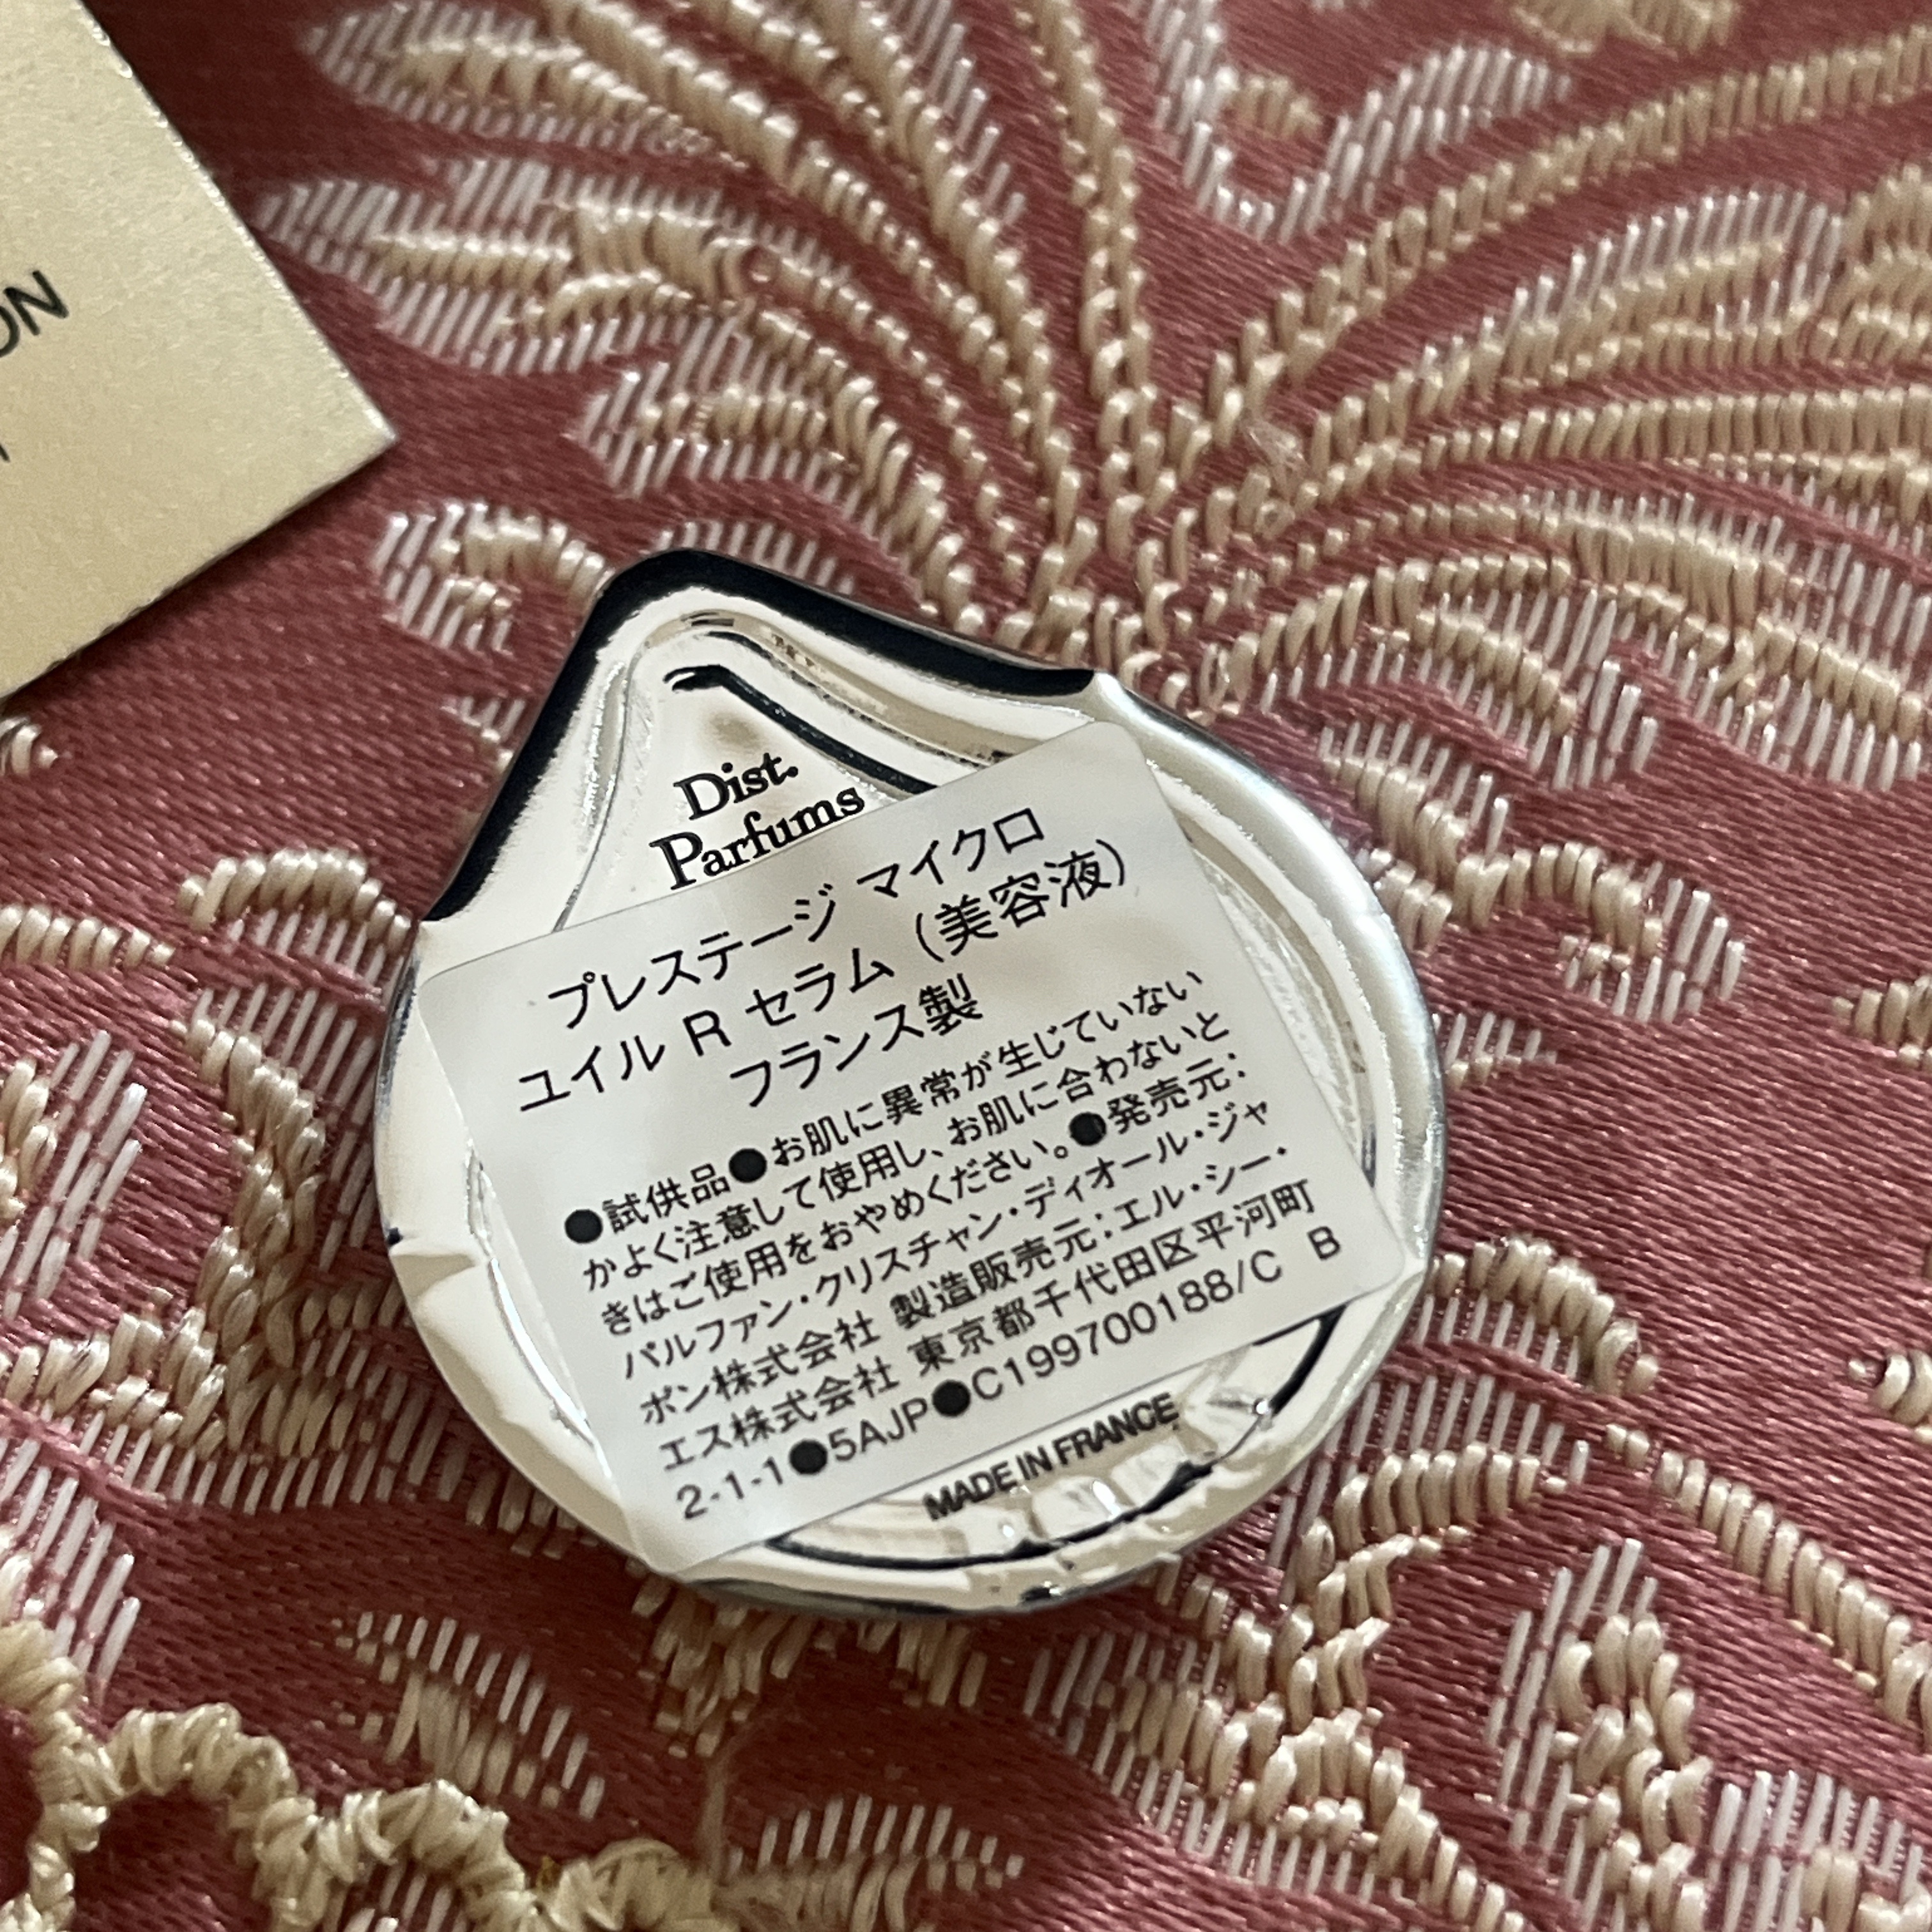 ON
Dist.
Parfums
プレステージ マイクロ
ユイル R セラム (美容液)
フランス製
●試供品●お肌に異常が生じていない
かよく注意して使用し、お肌に合わないと
きはご使用をおやめください。●発売元:
パルファン・クリスチャン・ディオール・ジャ
ポン株式会社 製造販売元:エル・シー・
エス株式会社 東京都千代田区平河町
2-1-1●5AJP●C199700188/C B
MADE IN FRANCE